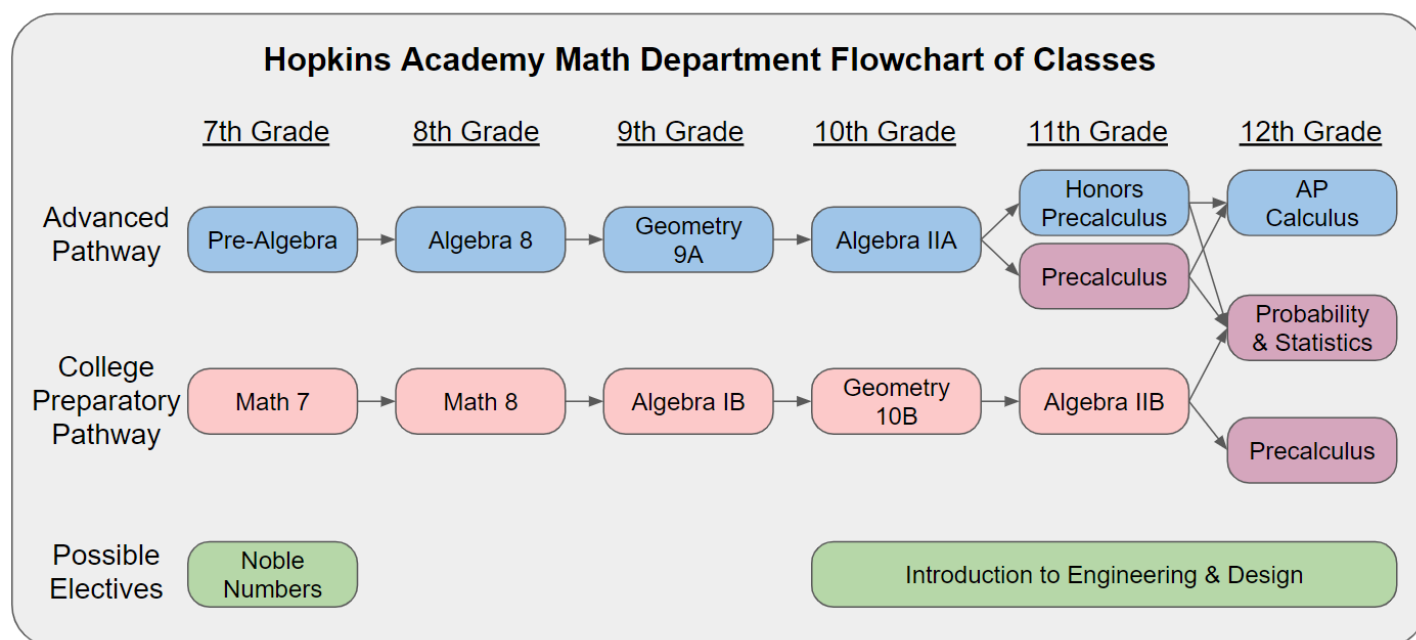 Hopkins Academy Math Department Flowchart of Classes
7th Grade
8th Grade
9th Grade
10th Grade
11th Grade
12th Grade
Advanced
Pathway
Pre-Algebra
Algebra 8
Geometry
9A
Algebra IIA
Honors
Precalculus
Precalculus
AP
Calculus
Probability
& Statistics
College
Preparatory
Pathway
Math 7
Math 8
Algebra IB
Geometry
10B
Algebra IIB
Precalculus
Possible
Electives
Noble
Numbers
Introduction to Engineering & Design